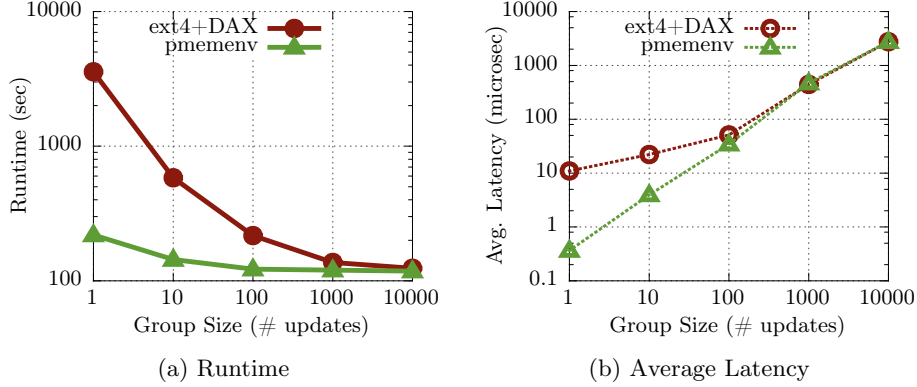 ext4+DAX
pmemenv
10000
1000
100
Runtime (sec)
1 10 100 1000 10000
Group Size (# updates)
(a) Runtime
ext4+DAX
pmemenv
10000
1000
100
10
1
0.1
Avg. Latency (microsec)
1 10 100 1000 10000
Group Size (# updates)
(b) Average Latency